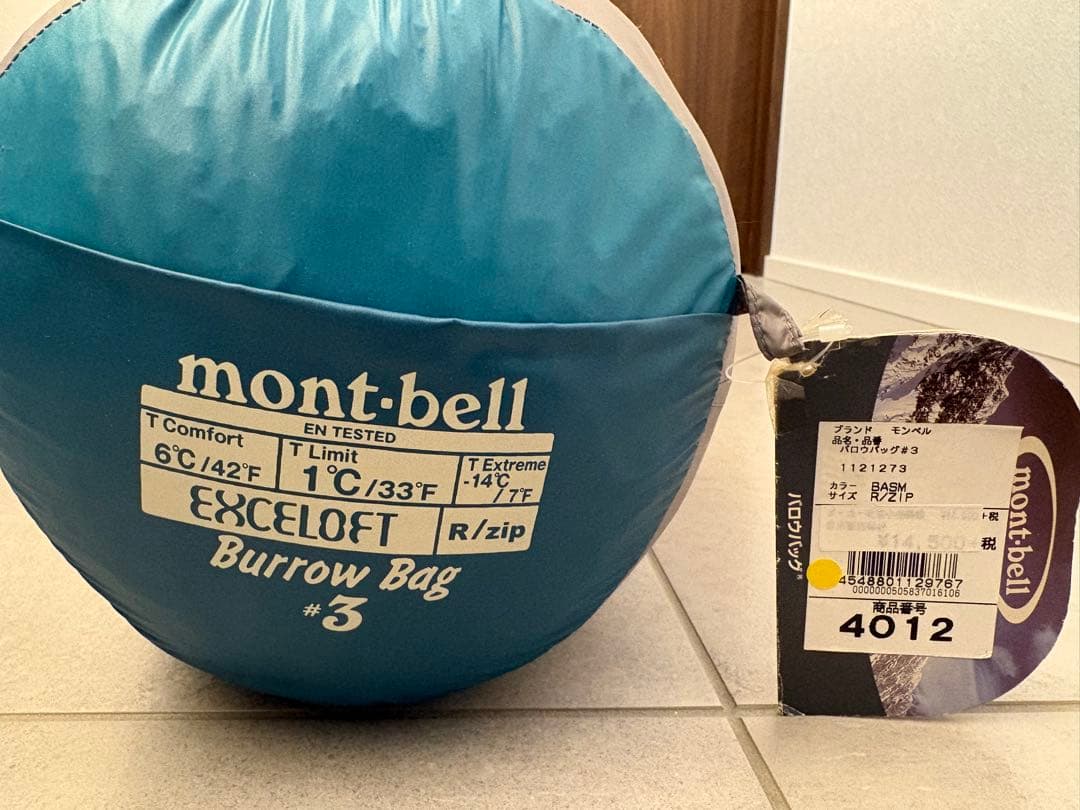 mont·bell
EN TESTED
T Comfort
6℃/42°F
T Limit
1℃/33°F
T Extreme
-14℃
/7°F
EXCELOFT
R/zip
Burrow Bag
#3
ブランド モンベル
品名・品番
バロウバッグ#3
1121273
カラー BASM
サイズ R/ZIP
+税
¥14,500+税
4548801129767
0000000505837016106
商品番号
4012
バロウバッグ®
mont·bell